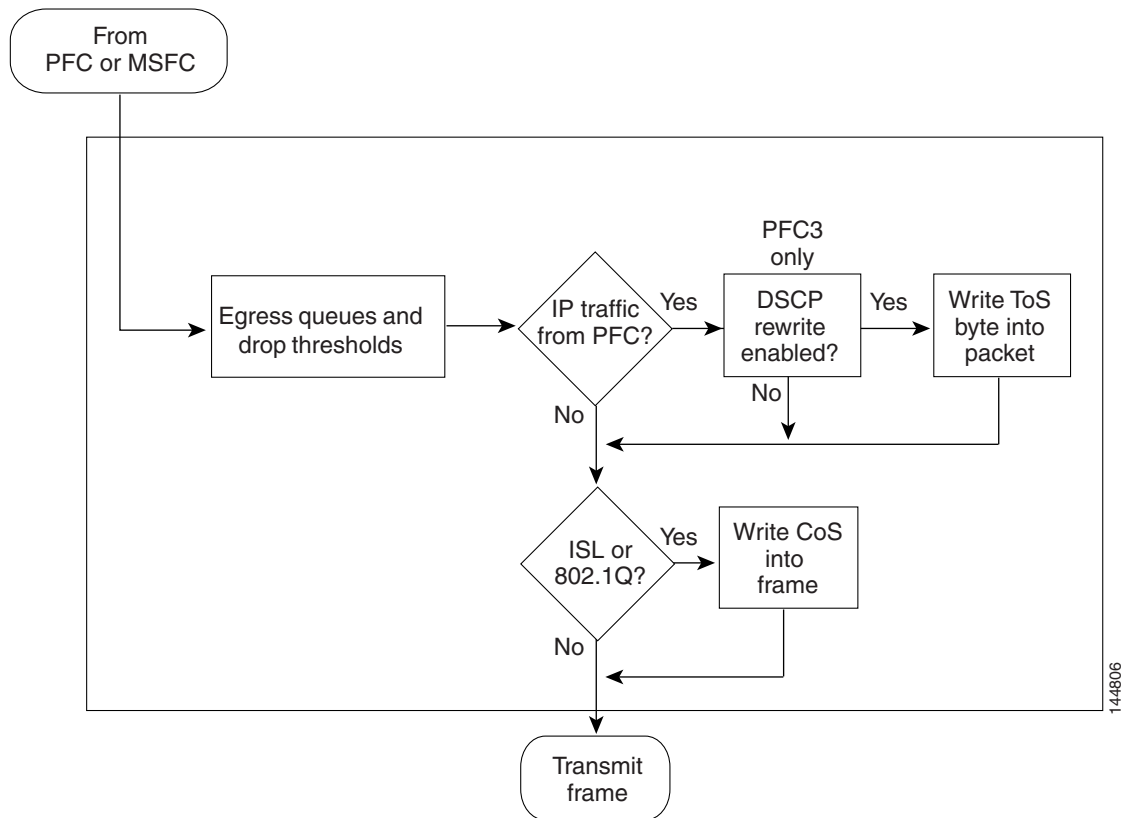 From
PFC or MSFC
PFC3
only
Egress queues and
drop thresholds
IP traffic
from PFC?
Yes
DSCP
rewrite
enabled?
Yes
Write ToS
byte into
packet
No
No
ISL or
802.1Q?
Yes
Write CoS
into
frame
No
144806
Transmit
frame